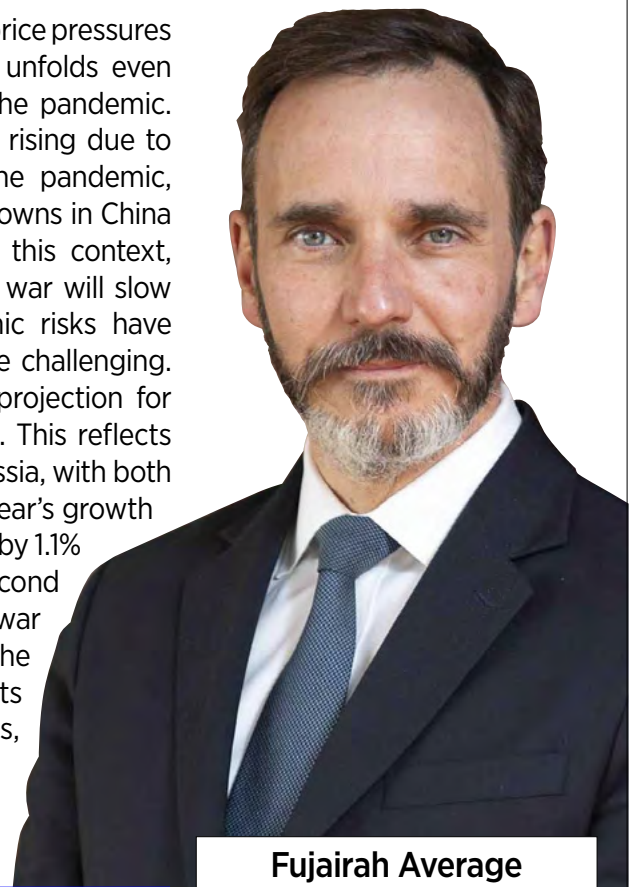 price pressures
unfolds even
he pandemic.
rising due to
he pandemic,
owns in China
this context,
war will slow
nic risks have
e challenging.
projection for
. This reflects
ssia, with both
ear's growth
by 1.1%
cond
war
he
ts
s,
Fujairah Average